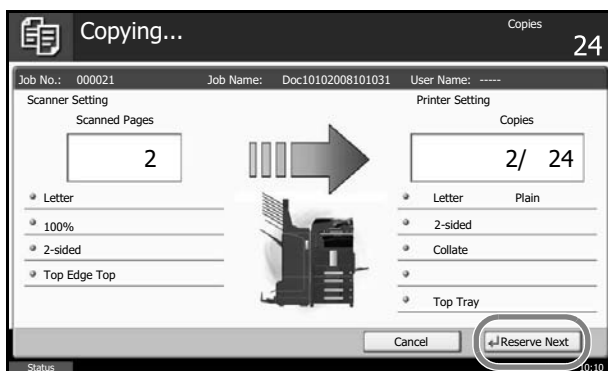 Copying...
Copies
24
Job No.: 000021 Job Name: Doc10102008101031 User Name: -----
Scanner Setting
Printer Setting
Scanned Pages
Copies
2
2/ 24
Letter
Letter Plain
100%
2-sided
2-sided
Collate
Top Edge Top
Top Tray
Cancel
Reserve Next
Status
10:10